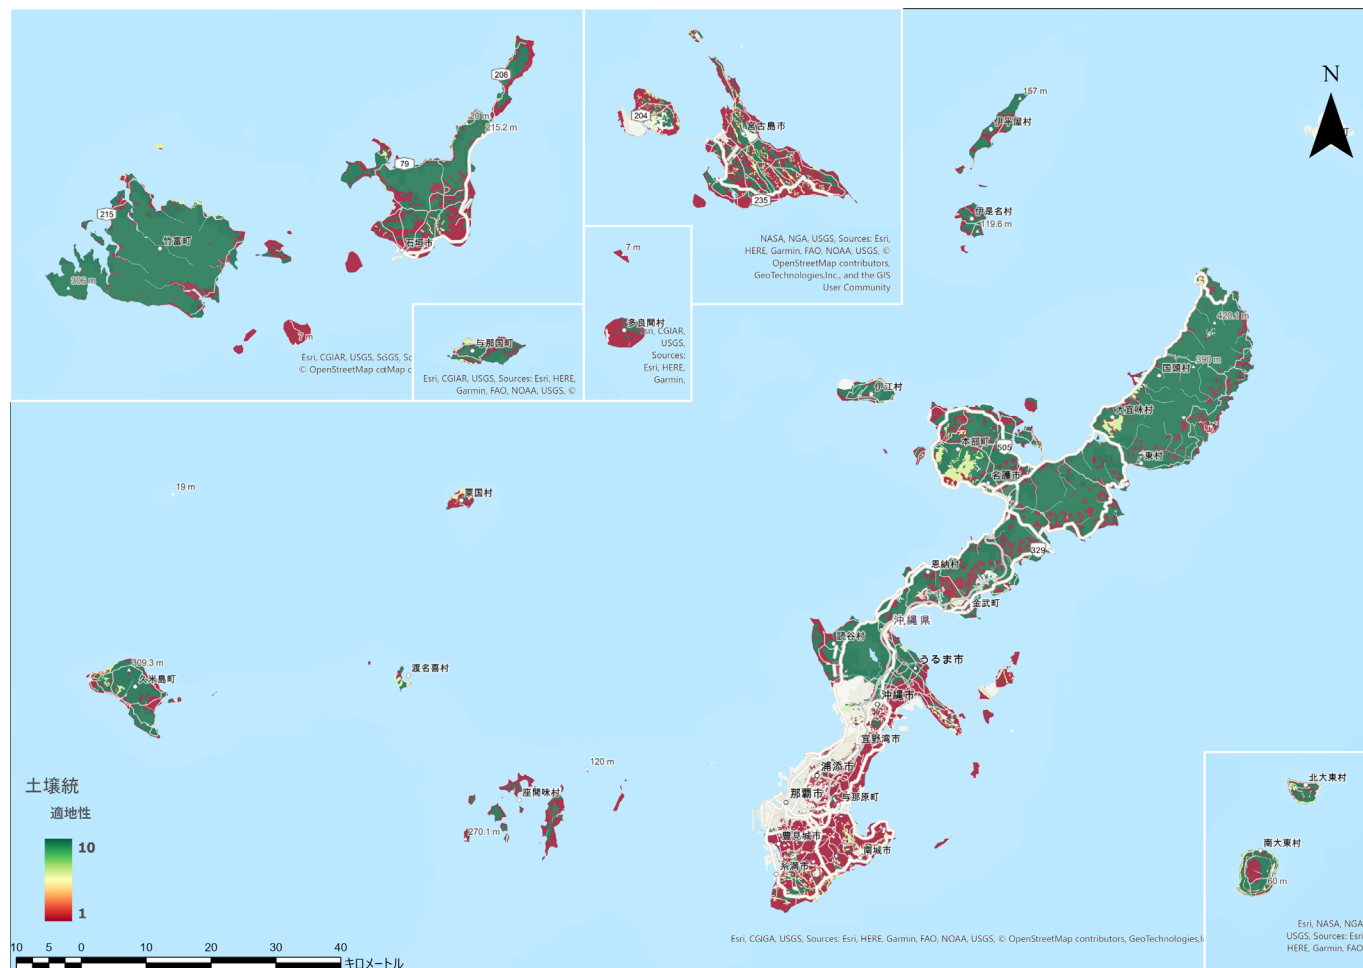 206
20 m
215.2 m
79
215
竹富町
306 m
石垣市
7 m
Esri, CGIAR, USGS,
© OpenStreetMap
与那国町
Esri, CGIAR, USGS, Sources: Esri, HERE,
Garmin, FAO, NOAA, USGS, ©
204
宮古島市
235
NASA, NGA, USGS, Sources: Esri,
HERE, Garmin, FAO, NOAA, USGS, ©
OpenStreetMap contributors,
GeoTechnologies,Inc., and the GIS
User Community
7 m
多良間村
Esri, CGIAR,
USGS,
Sources:
Esri, HERE,
Garmin,
157 m
伊平屋村
伊是名村
119.6 m
N
420.1 m
390 m
国頭村
大宜味村
東村
伊江村
本部町
505
名護市
329
恩納村
金武町
沖縄県
読谷村
うるま市
沖縄市
宜野湾市
浦添市
那覇市
与那原町
豊見城市
南城市
糸満市
19 m
粟国村
309.3 m
久米島町
渡名喜村
120 m
座間味村
270.1 m
土壌統
適地性
10
1
10 5 0 10 20 30 40
キロメートル
北大東村
南大東村
60 m
Esri, NASA, NGA
USGS, Sources: Esri
HERE, Garmin, FAO
Esri, CGIGA, USGS, Sources: Esri, HERE, Garmin, FAO, NOAA, USGS, © OpenStreetMap contributors, GeoTechnologies,I